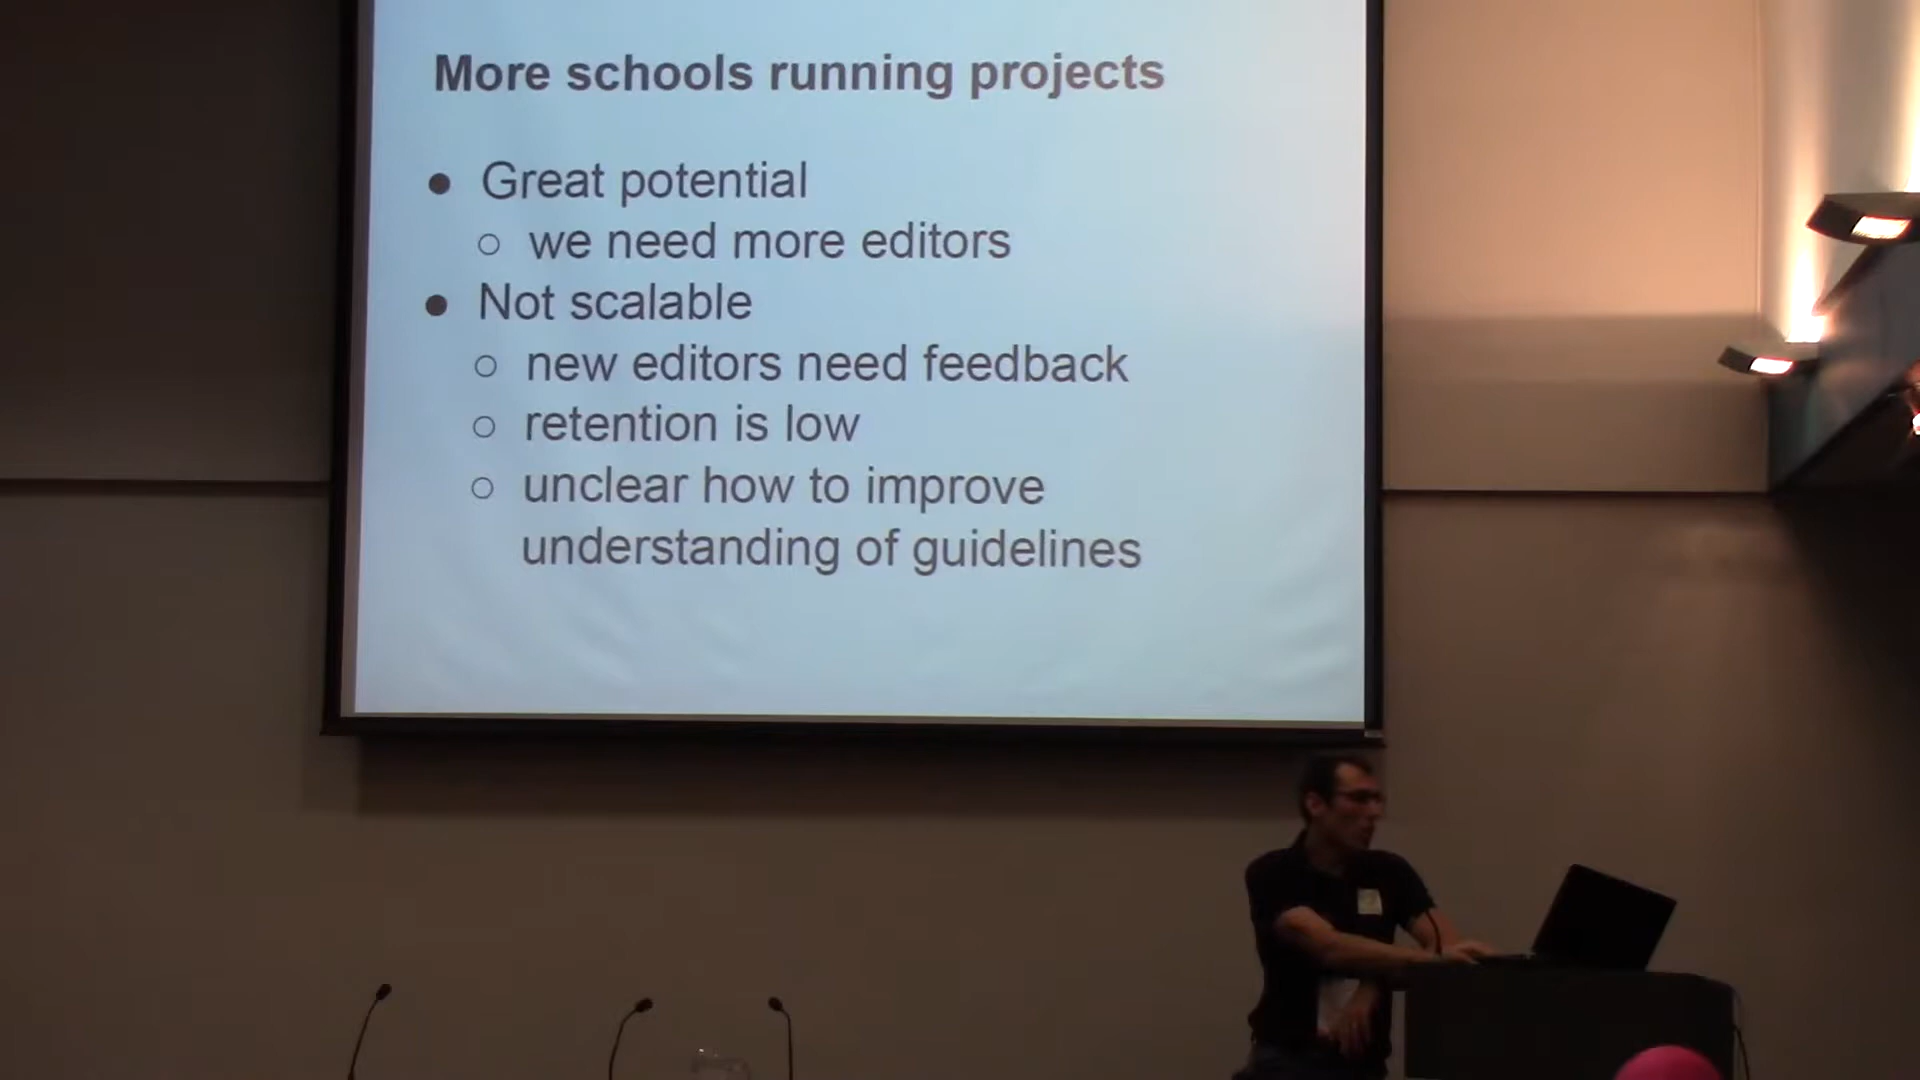 More schools running projects
● Great potential
○ we need more editors
● Not scalable
○ new editors need feedback
○ retention is low
○ unclear how to improve
understanding of guidelines